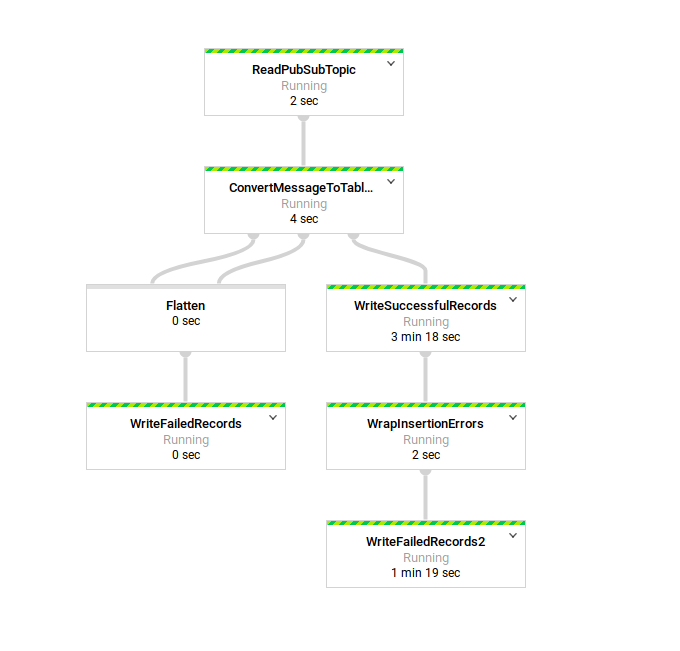 ReadPubSubTopic
Running
2 sec
ConvertMessageToTabl...
Running
4 sec
Flatten
0 sec
WriteSuccessfulRecords
Running
3 min 18 sec
WriteFailedRecords
Running
0 sec
WrapInsertionErrors
Running
2 sec
WriteFailedRecords2
Running
1 min 19 sec